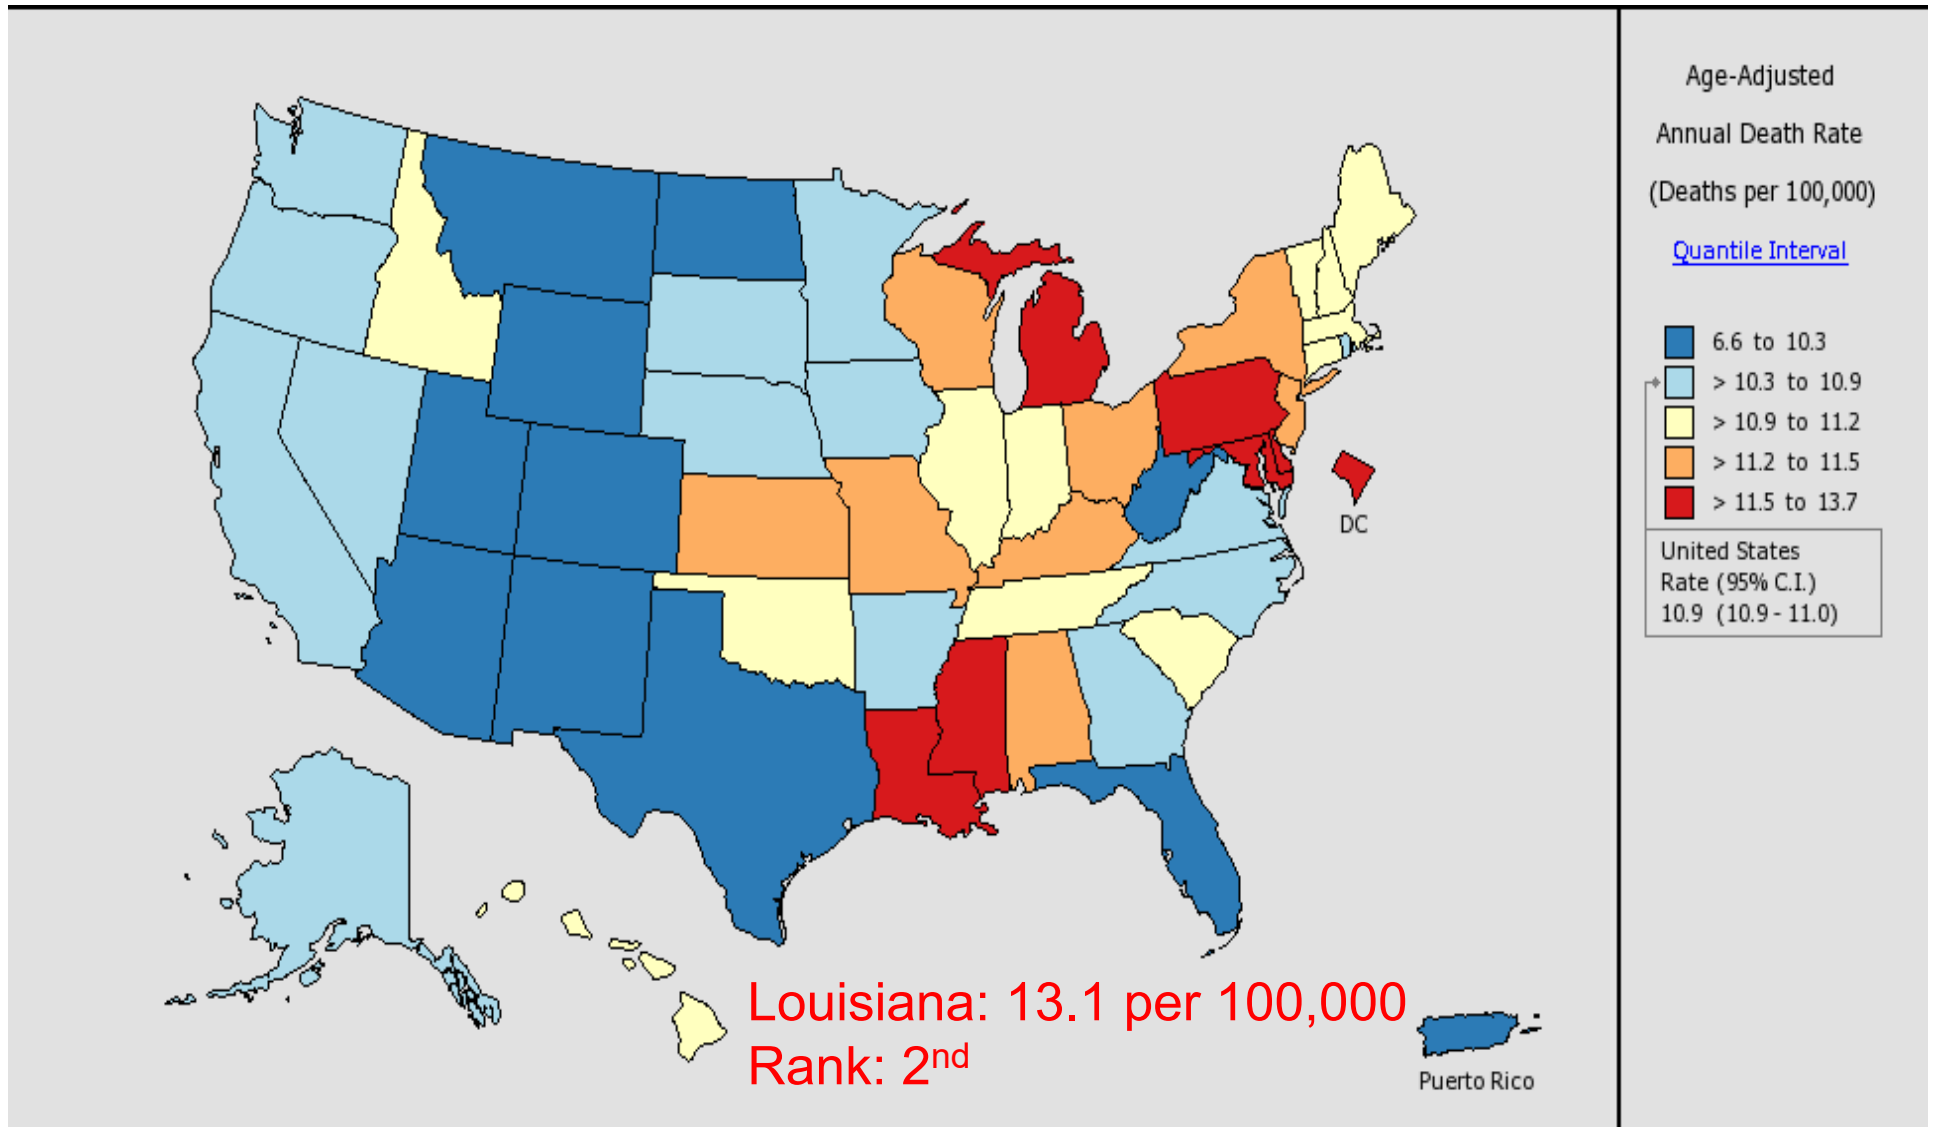 Age-Adjusted
Annual Death Rate
(Deaths per 100,000)
Quantile Interval
6.6 to 10.3
> 10.3 to 10.9
> 10.9 to 11.2
> 11.2 to 11.5
> 11.5 to 13.7
United States
Rate (95% C.I.)
10.9 (10.9 - 11.0)
DC
Louisiana: 13.1 per 100,000
Rank: 2nd
Puerto Rico